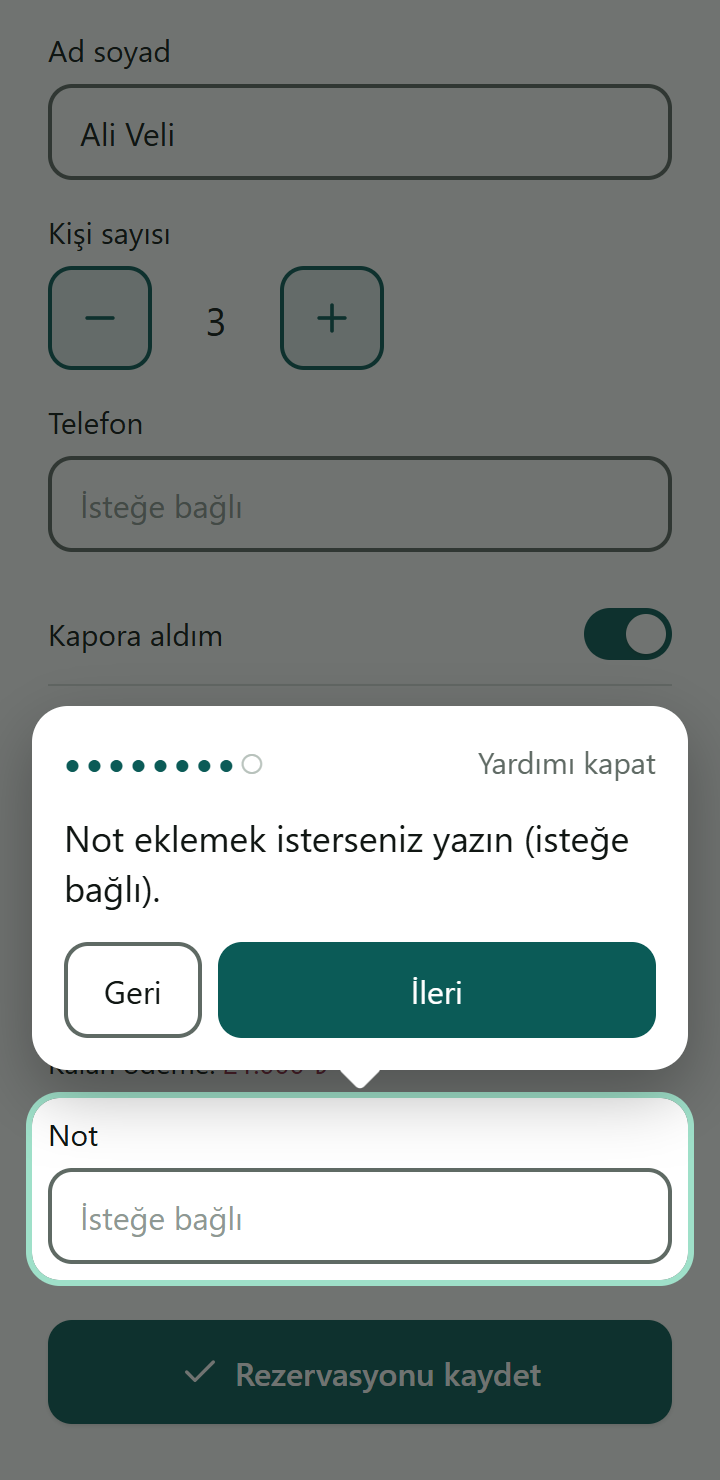 Ad soyad
Ali Veli
Kişi sayısı
3
Telefon
İsteğe bağlı
Kapora aldım
Yardımı kapat
Not eklemek isterseniz yazın (isteğe
bağlı).
Geri
İleri
Not
İsteğe bağlı
Rezervasyonu kaydet